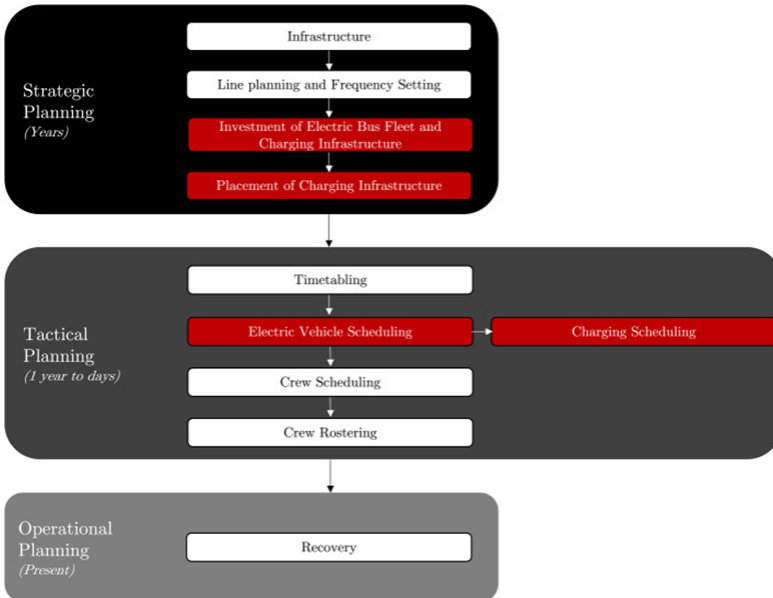 Strategic
Planning
(Years)
Infrastructure
Line planning and Frequency Setting
Investment of Electric Bus Fleet and
Charging Infrastructure
Placement of Charging Infrastructure
Tactical
Planning
(1 year to days)
Timetabling
Electric Vehicle Scheduling
Charging Scheduling
Crew Scheduling
Crew Rostering
Operational
Planning
(Present)
Recovery